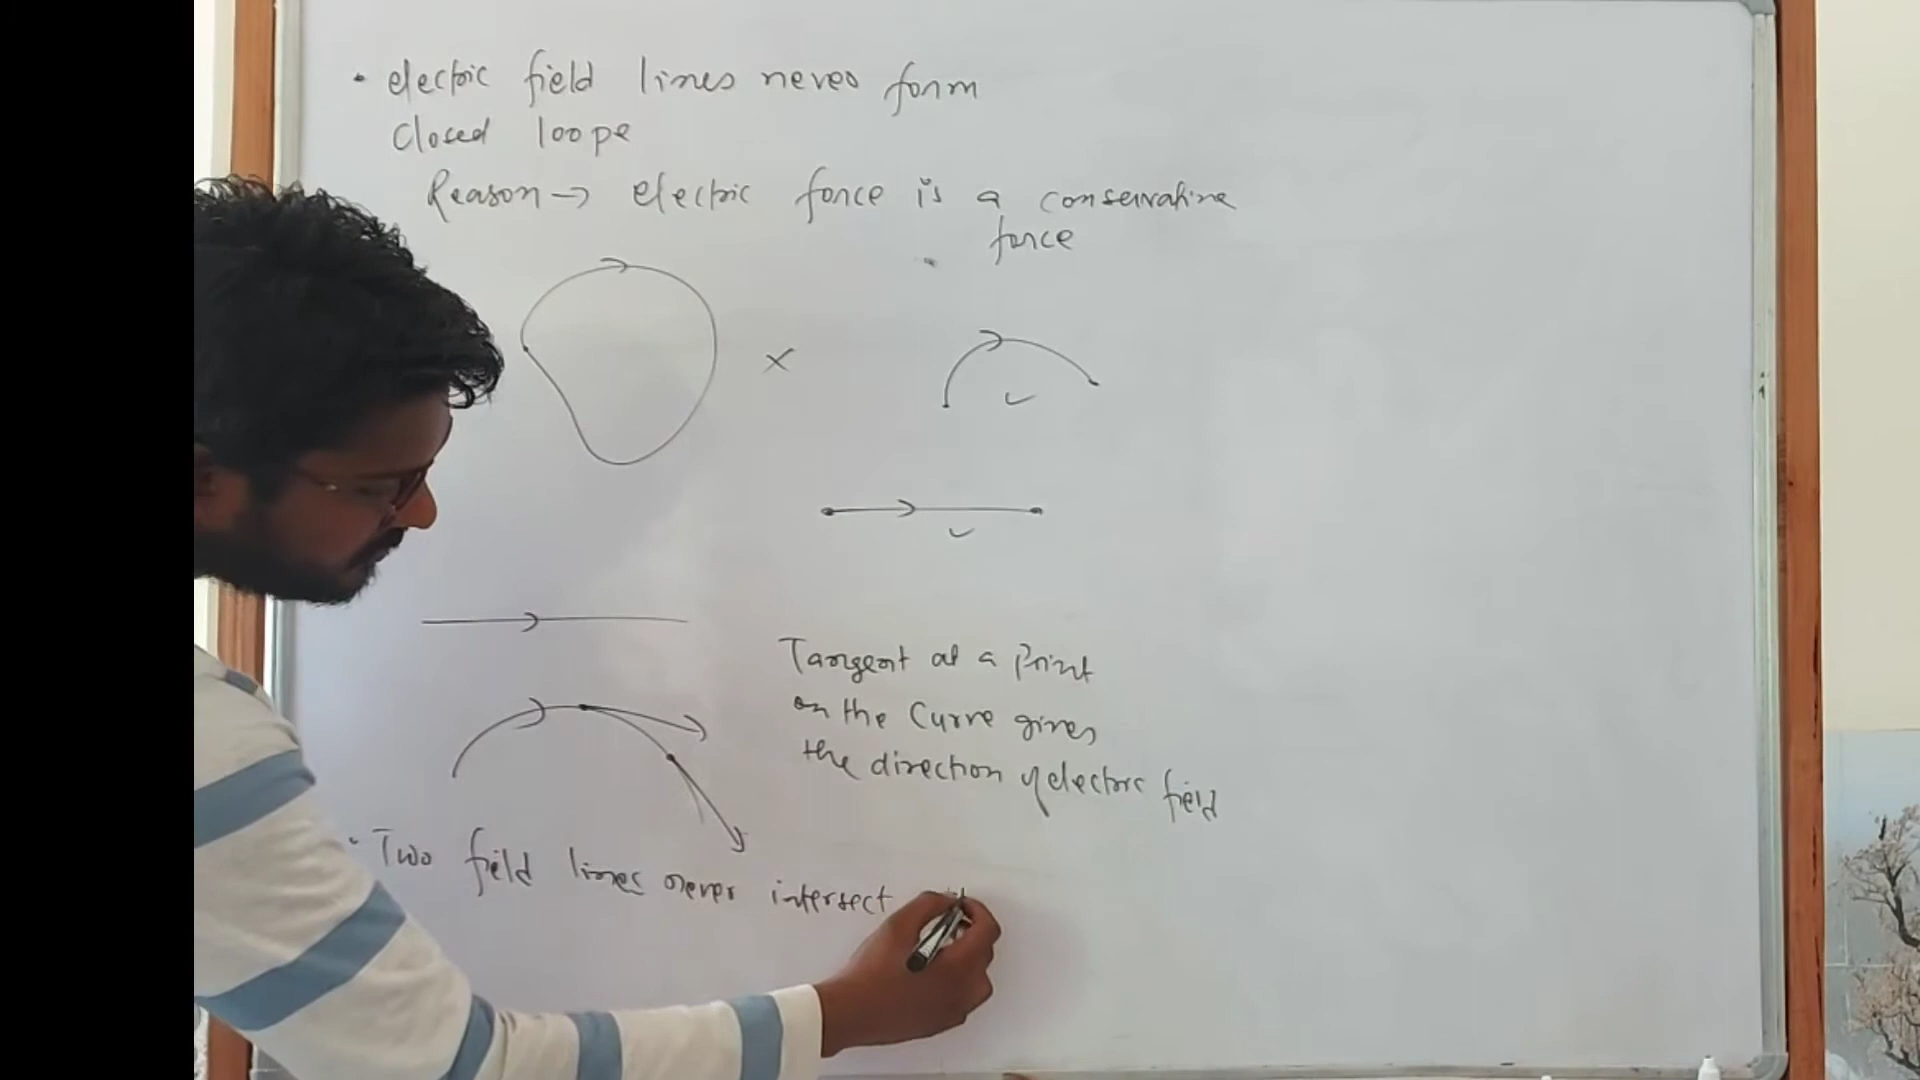 • electric field lines never form
closed loops
Reason → electric force is a conservative
force
Tangent at a Point
on the curve gives
the direction of electric field
• Two field lines never intersect